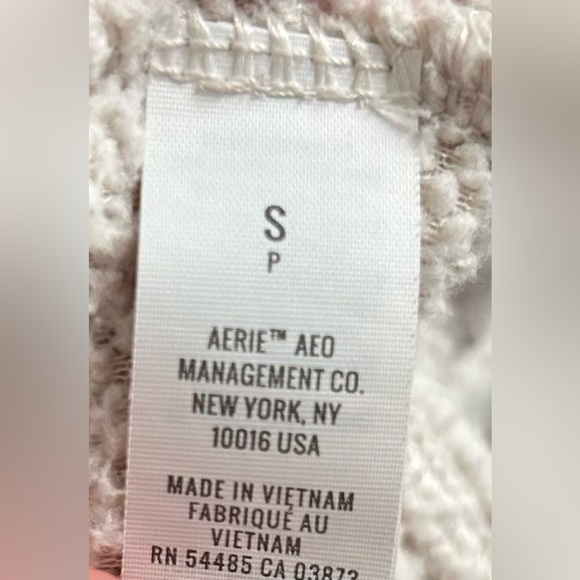 S
P
AERIE™ AEO
MANAGEMENT CO.
NEW YORK, NY
10016 USA
MADE IN VIETNAM
FABRIQUÉ AU
VIETNAM
RN 54485 CA 03873